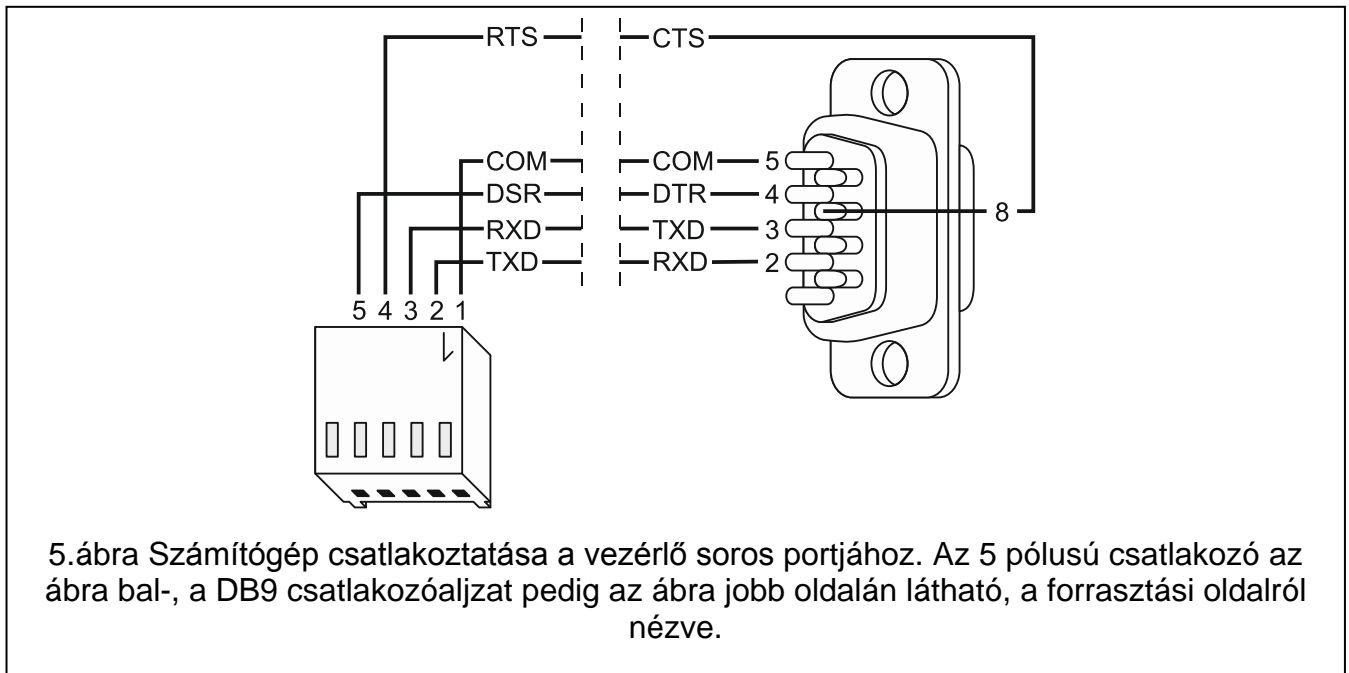 RTS CTS
COM COM 5
DSR DTR 4
8
RXD TXD 3
TXD RXD 2
5 4 3 2 1
5.ábra Számítógép csatlakoztatása a vezérlő soros portjához. Az 5 pólusú csatlakozó az
ábra bal-, a DB9 csatlakozóaljzat pedig az ábra jobb oldalán látható, a forrasztási oldalról
nézve.